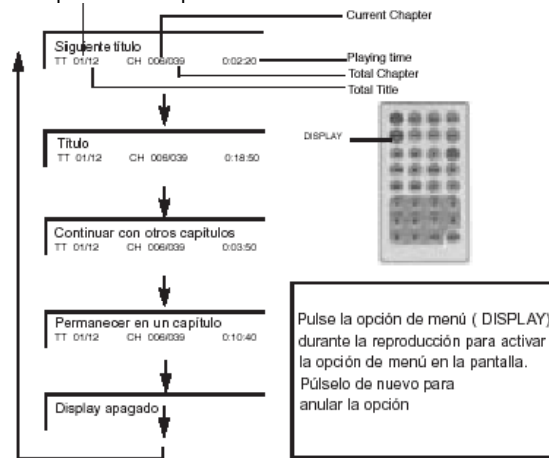 Current Chapter
Siguiente título
TT 01/12 CH 006/039 0:02:20
Playing time
Total Chapter
Total Title
Título
TT 01/12 CH 006/039 0:18:50
DISPLAY
Continuar con otros capítulos
TT 01/12 CH 006/039 0:03:50
Permanecer en un capítulo
TT 01/12 CH 006/039 0:10:40
Display apagado
Pulse la opción de menú ( DISPLAY)
durante la reproducción para activar
la opción de menú en la pantalla.
Púlselo de nuevo para
anular la opción